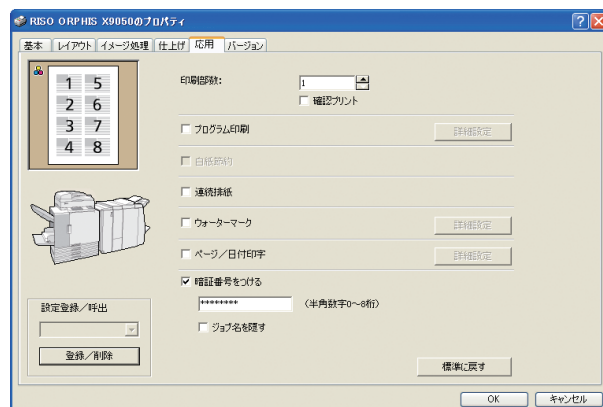 RISO ORPHIS X9050のプロパティ
基本 レイアウト イメージ処理 仕上げ 応用 バージョン
1 5
2 6
3 7
4 8
印刷部数: 1
確認プリント
プログラム印刷 詳細設定
白紙節約
連続排紙
ウォーターマーク 詳細設定
ページ/日付印字 詳細設定
暗証番号をつける
******** (半角数字0~8桁)
ジョブ名を隠す
設定登録/呼出
登録/削除
標準に戻す
OK キャンセル